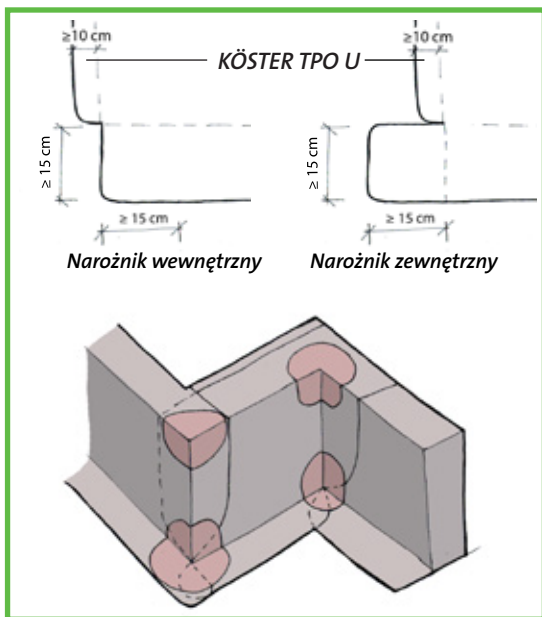 ≥10 cm
≥10 cm
KÖSTER TPO U
≥ 15 cm
≥ 15 cm
≥ 15 cm
≥ 15 cm
Narożnik wewnętrzny
Narożnik zewnętrzny